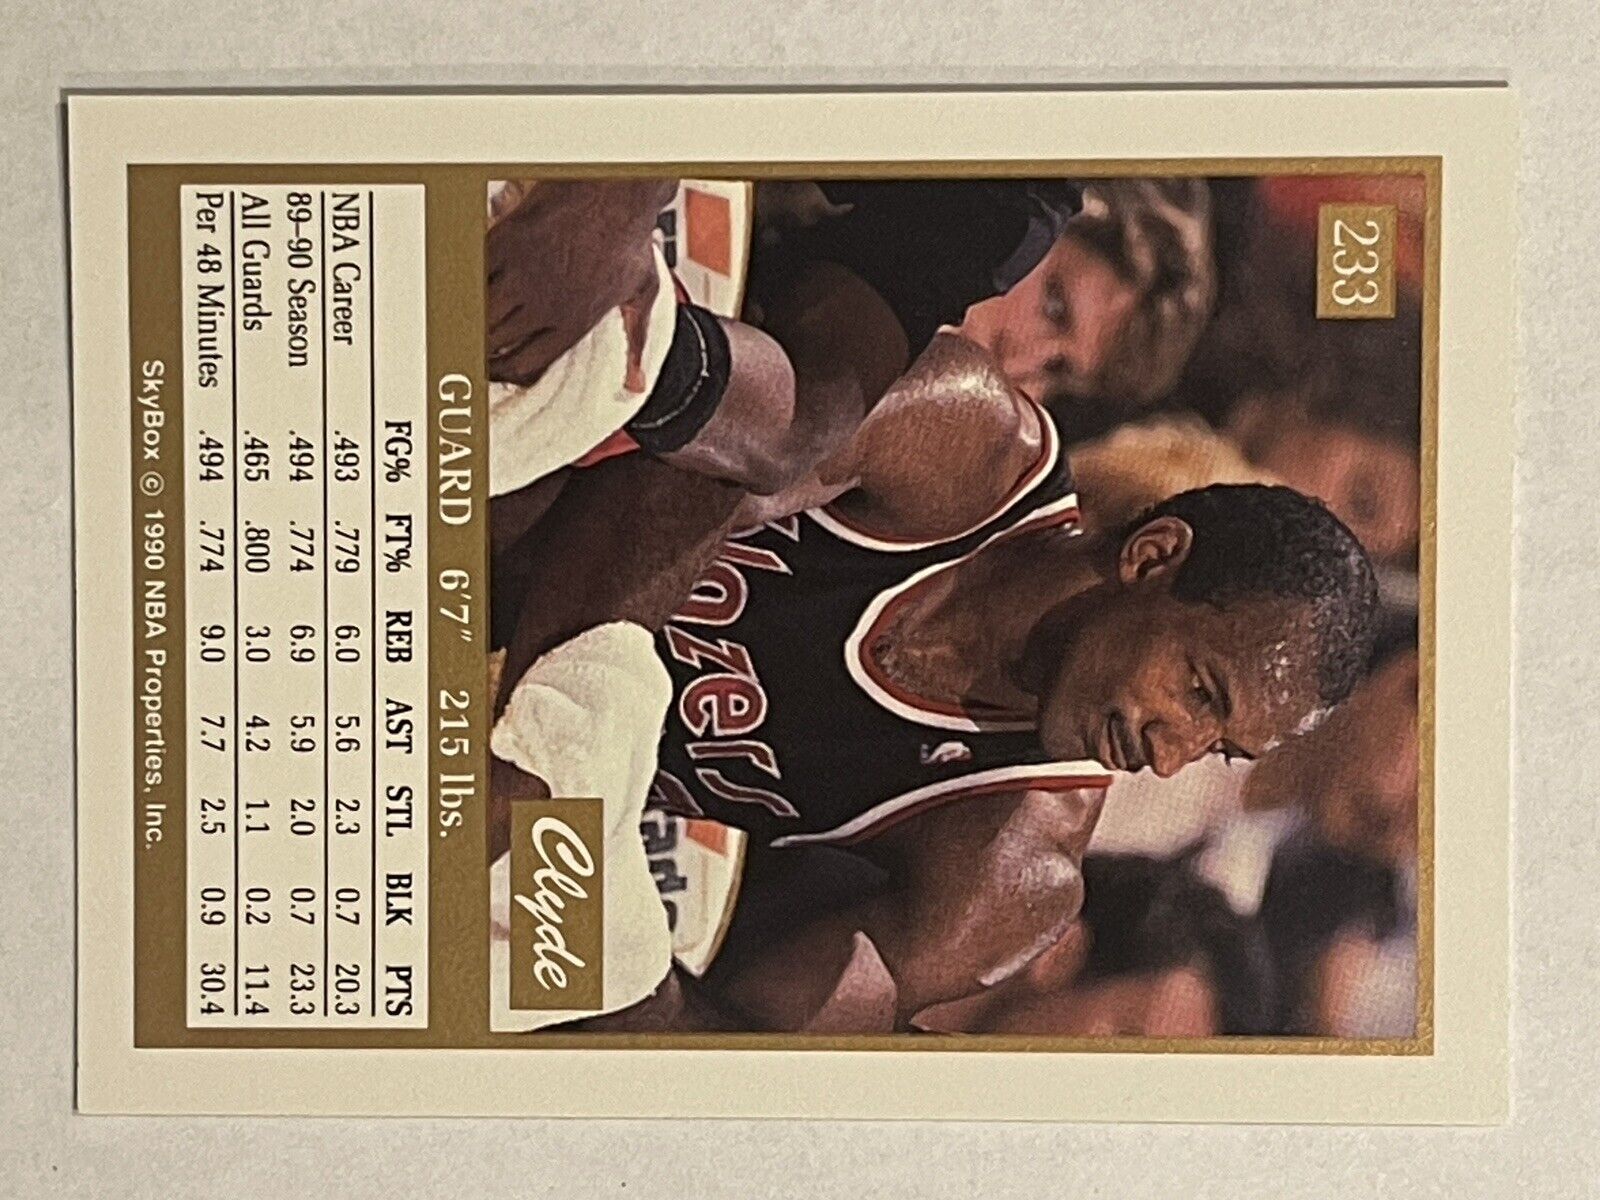 233
Blazers
Clyde
GUARD 6'7" 215 lbs.
FG% FT% REB AST STL BLK PTS
NBA Career .493 .779 6.0 5.6 2.3 0.7 20.3
89–90 Season .494 .774 6.9 5.9 2.0 0.7 23.3
All Guards .465 .800 3.0 4.2 1.1 0.2 11.4
Per 48 Minutes .494 .774 9.0 7.7 2.5 0.9 30.4
SkyBox © 1990 NBA Properties, Inc.